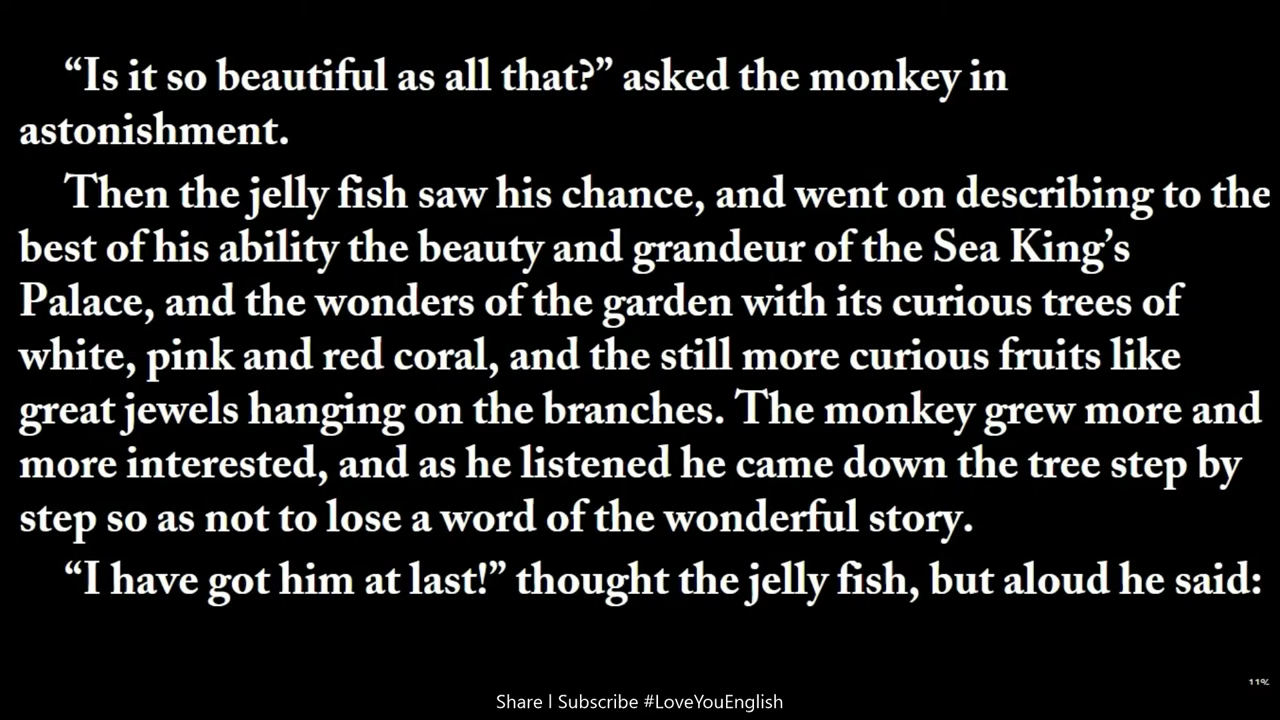 “Is it so beautiful as all that?” asked the monkey in
astonishment.
Then the jelly fish saw his chance, and went on describing to the
best of his ability the beauty and grandeur of the Sea King’s
Palace, and the wonders of the garden with its curious trees of
white, pink and red coral, and the still more curious fruits like
great jewels hanging on the branches. The monkey grew more and
more interested, and as he listened he came down the tree step by
step so as not to lose a word of the wonderful story.
“I have got him at last!” thought the jelly fish, but aloud he said:
11%
Share | Subscribe #LoveYouEnglish